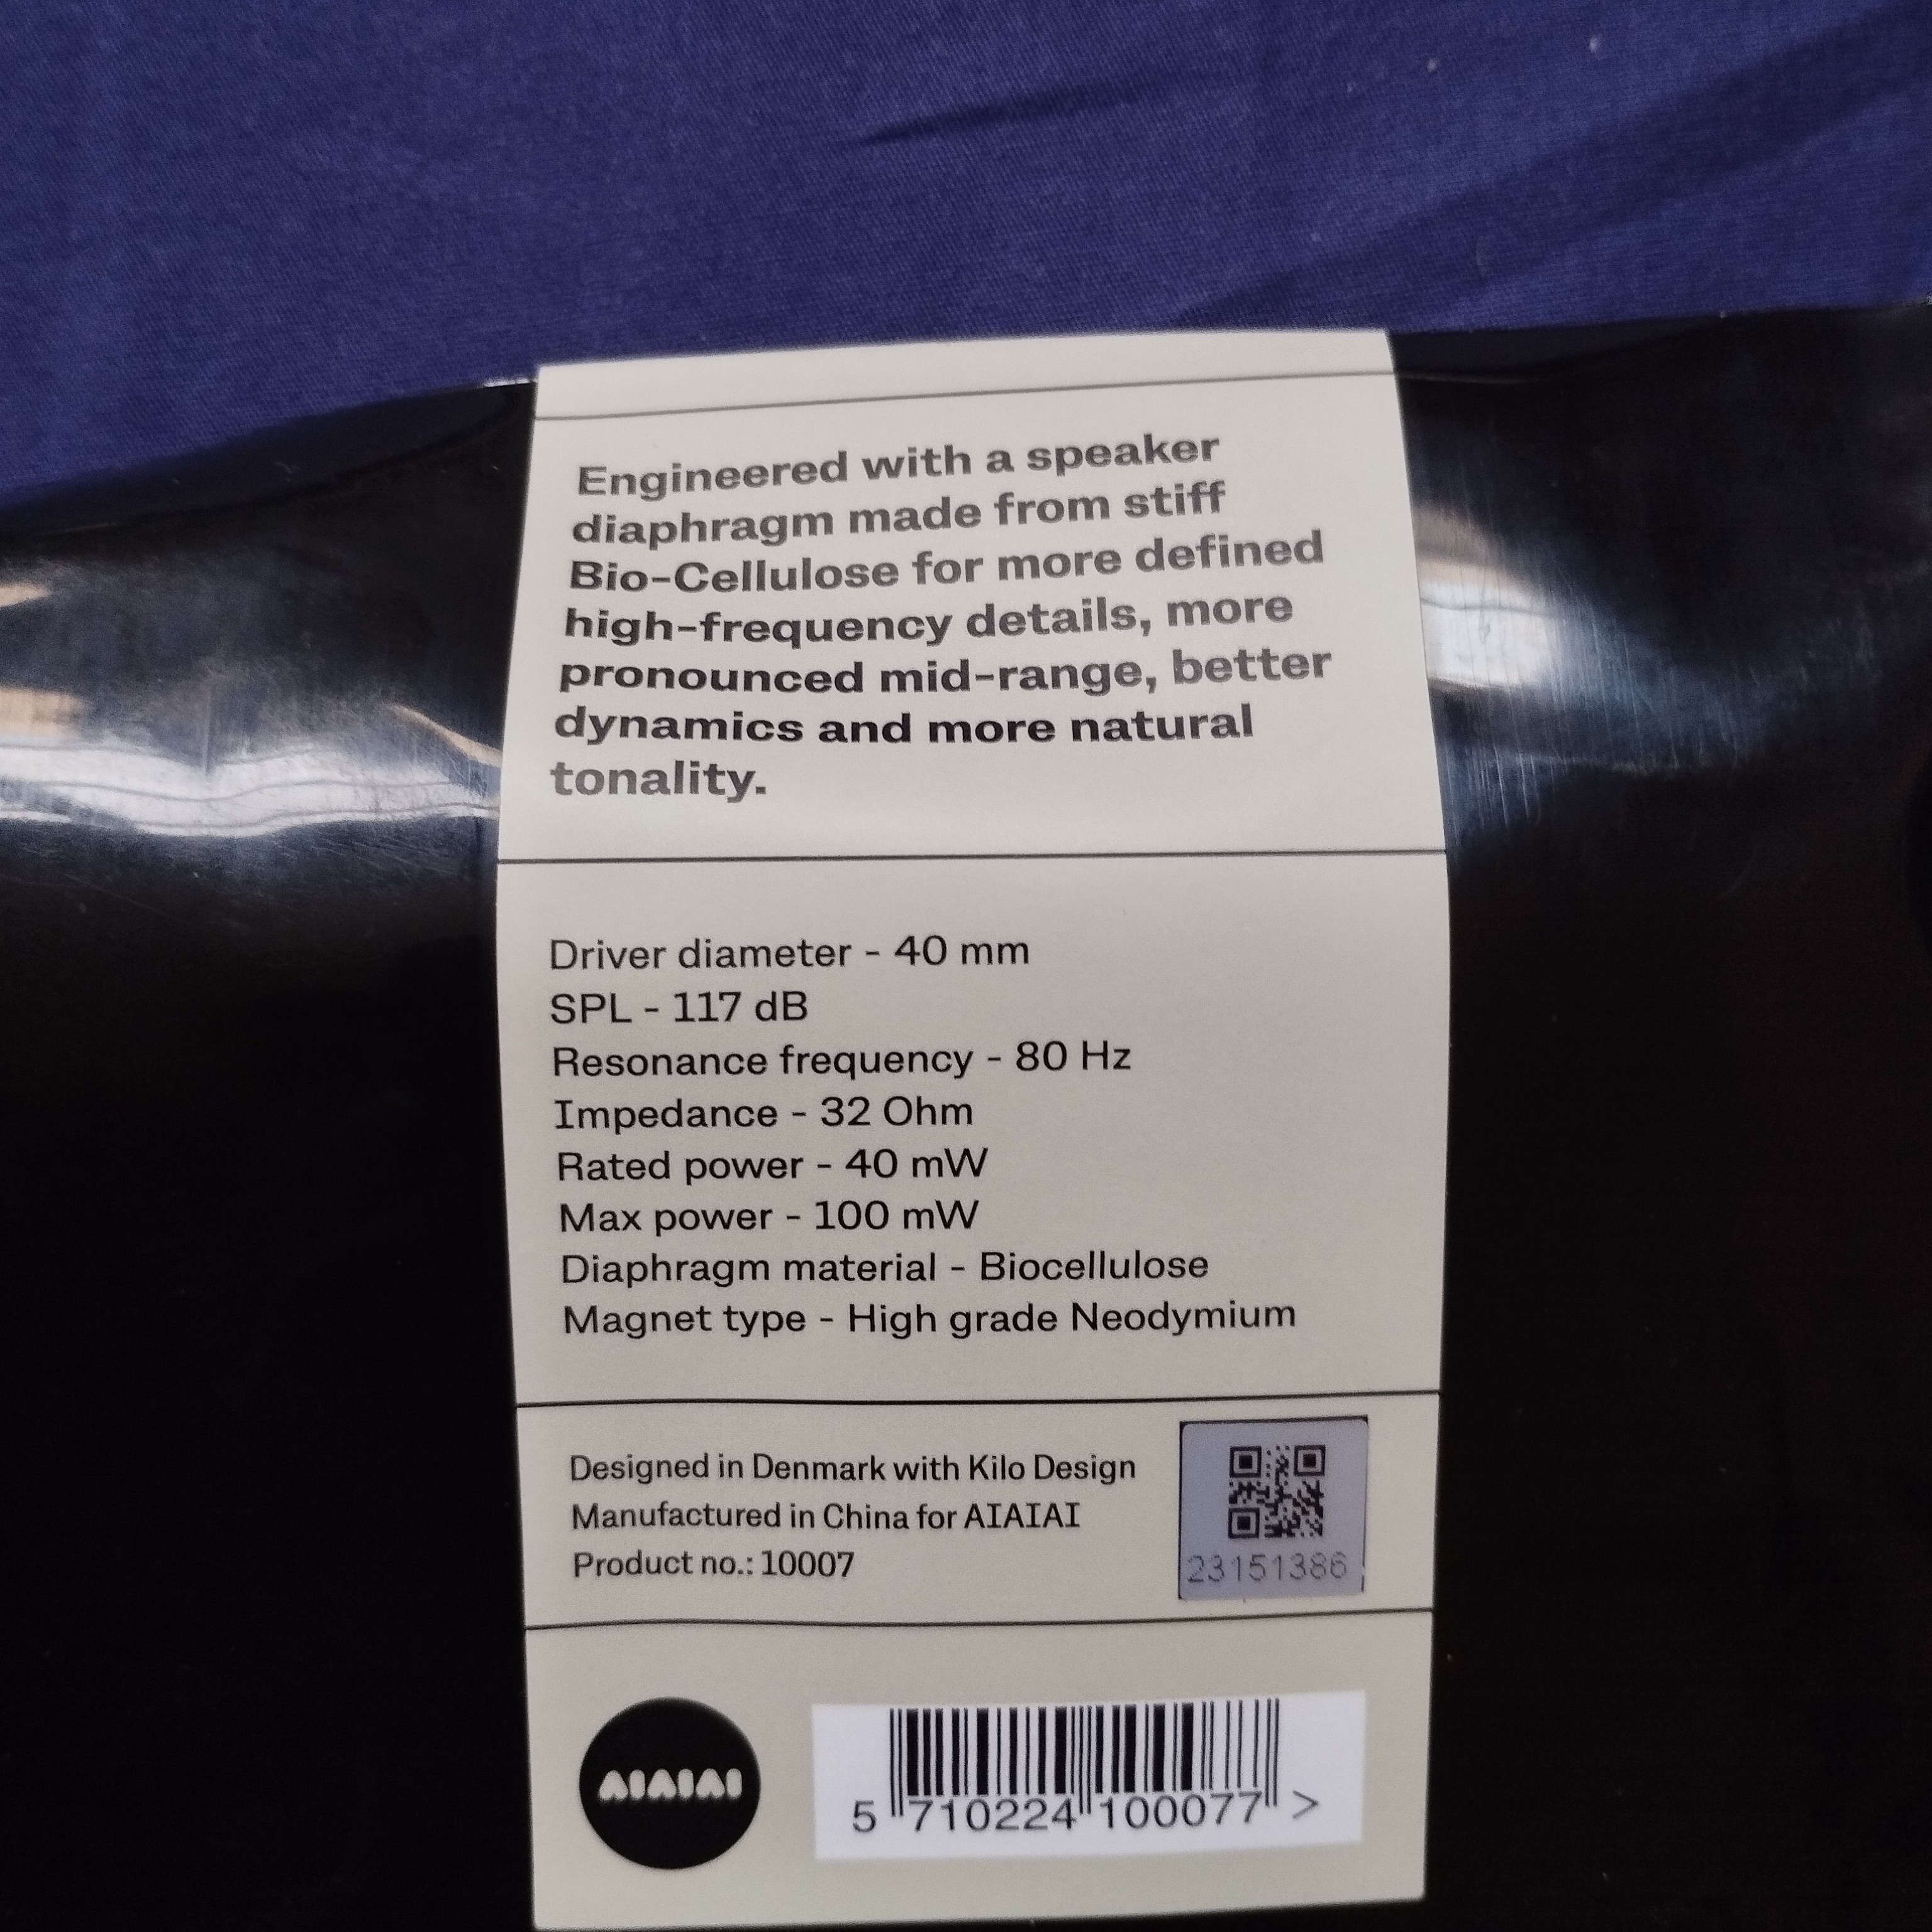 Engineered with a speaker
diaphragm made from stiff
Bio-Cellulose for more defined
high-frequency details, more
pronounced mid-range, better
dynamics and more natural
tonality.
Driver diameter - 40 mm
SPL - 117 dB
Resonance frequency - 80 Hz
Impedance - 32 Ohm
Rated power - 40 mW
Max power - 100 mW
Diaphragm material - Biocellulose
Magnet type - High grade Neodymium
Designed in Denmark with Kilo Design
Manufactured in China for AIAIAI
Product no.: 10007
23151386
AIAIAI
5 710224 100077 >